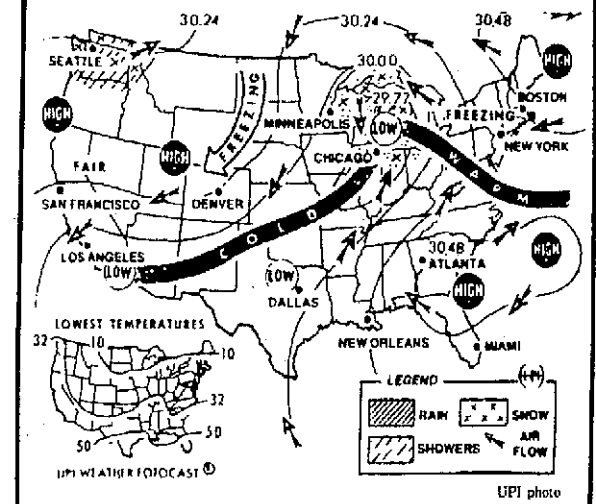 30.24
30.24
30.48
SEATTLE
30.00
HIGH
HIGH
29.77
BOSTON
FREEZING
FREEZING
MINNEAPOLIS
LOW
NEW YORK
HIGH
CHICAGO
WARM
FAIR
SAN FRANCISCO
DENVER
COLD
LOS ANGELES
LOW
LOW
DALLAS
30.48
ATLANTA
HIGH
HIGH
NEW ORLEANS
MIAMI
LOWEST TEMPERATURES
32
10
10
32
50
50
UPI WEATHER FOTOCAST ®
LEGEND
(UPI)
RAIN
SNOW
SHOWERS
AIR
FLOW
UPI photo